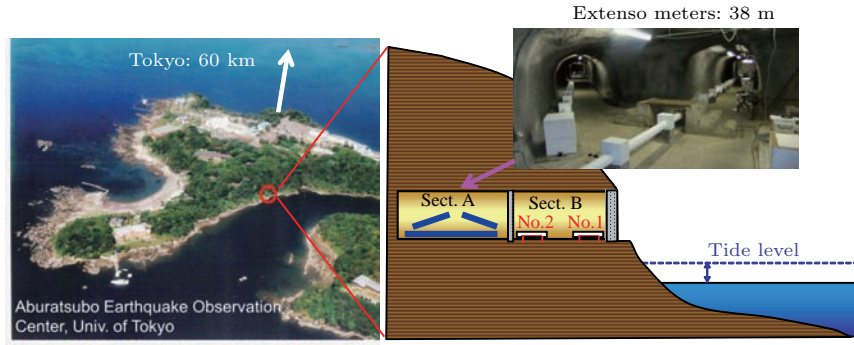 Extenso meters: 38 m
Tokyo: 60 km
Sect. A
Sect. B
No.2
No.1
Tide level
Aburatsubo Earthquake Observation
Center, Univ. of Tokyo